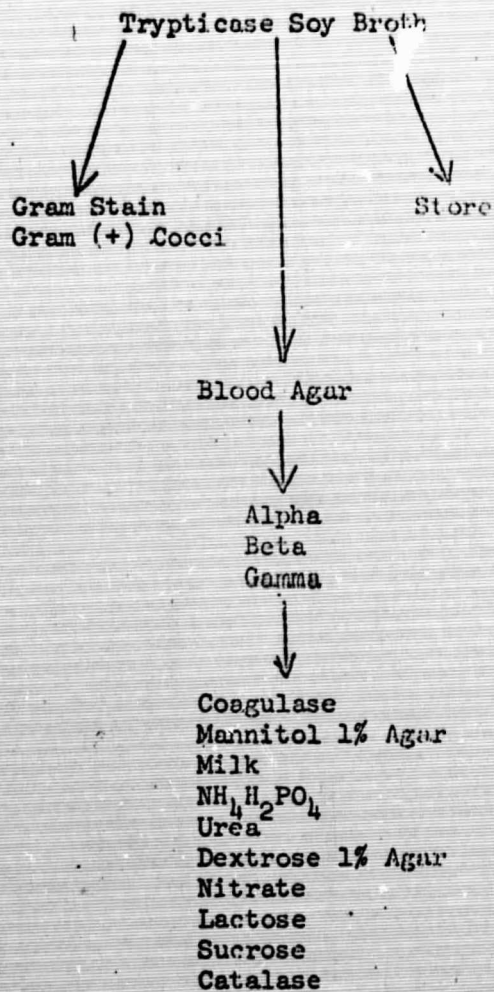 Trypticase Soy Broth
Gram Stain
Gram (+) Cocci
Store
Blood Agar
Alpha
Beta
Gamma
Coagulase
Mannitol 1% Agar
Milk
NH4H2PO4
Urea
Dextrose 1% Agar
Nitrate
Lactose
Sucrose
Catalase